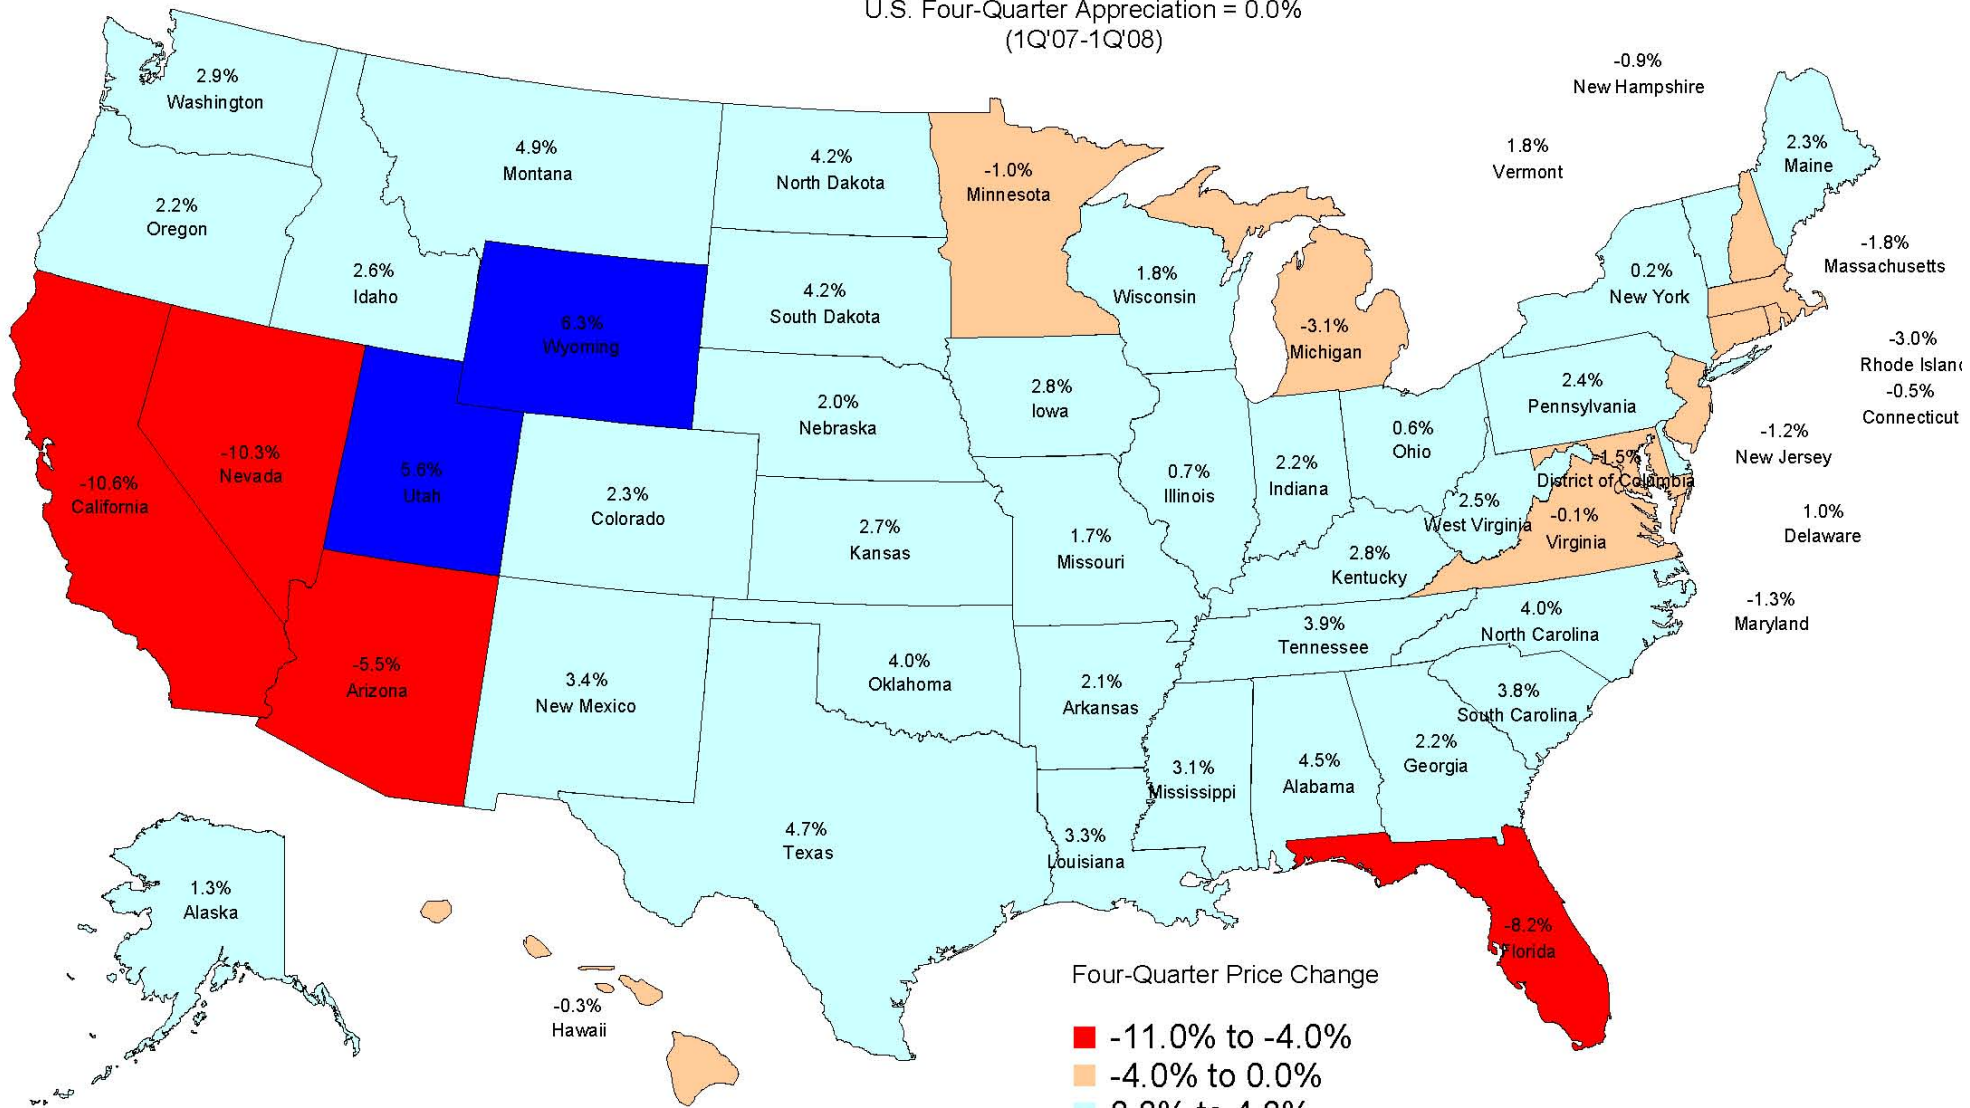 U.S. Four-Quarter Appreciation = 0.0%
(1Q'07-1Q'08)
-0.9%
New Hampshire
2.9%
Washington
4.9%
Montana
4.2%
North Dakota
-1.0%
Minnesota
1.8%
Vermont
2.3%
Maine
2.2%
Oregon
2.6%
Idaho
6.3%
Wyoming
4.2%
South Dakota
1.8%
Wisconsin
-3.1%
Michigan
0.2%
New York
-1.8%
Massachusetts
-3.0%
Rhode Island
-0.5%
Connecticut
-10.6%
California
-10.3%
Nevada
5.6%
Utah
2.3%
Colorado
2.0%
Nebraska
2.8%
Iowa
0.7%
Illinois
2.2%
Indiana
0.6%
Ohio
2.4%
Pennsylvania
-1.2%
New Jersey
-1.5%
District of Columbia
2.5%
West Virginia
-0.1%
Virginia
1.0%
Delaware
-1.3%
Maryland
2.7%
Kansas
1.7%
Missouri
2.8%
Kentucky
3.9%
Tennessee
4.0%
North Carolina
-5.5%
Arizona
3.4%
New Mexico
4.0%
Oklahoma
2.1%
Arkansas
3.8%
South Carolina
4.7%
Texas
3.3%
Louisiana
3.1%
Mississippi
4.5%
Alabama
2.2%
Georgia
-8.2%
Florida
1.3%
Alaska
-0.3%
Hawaii
Four-Quarter Price Change
-11.0% to -4.0%
-4.0% to 0.0%